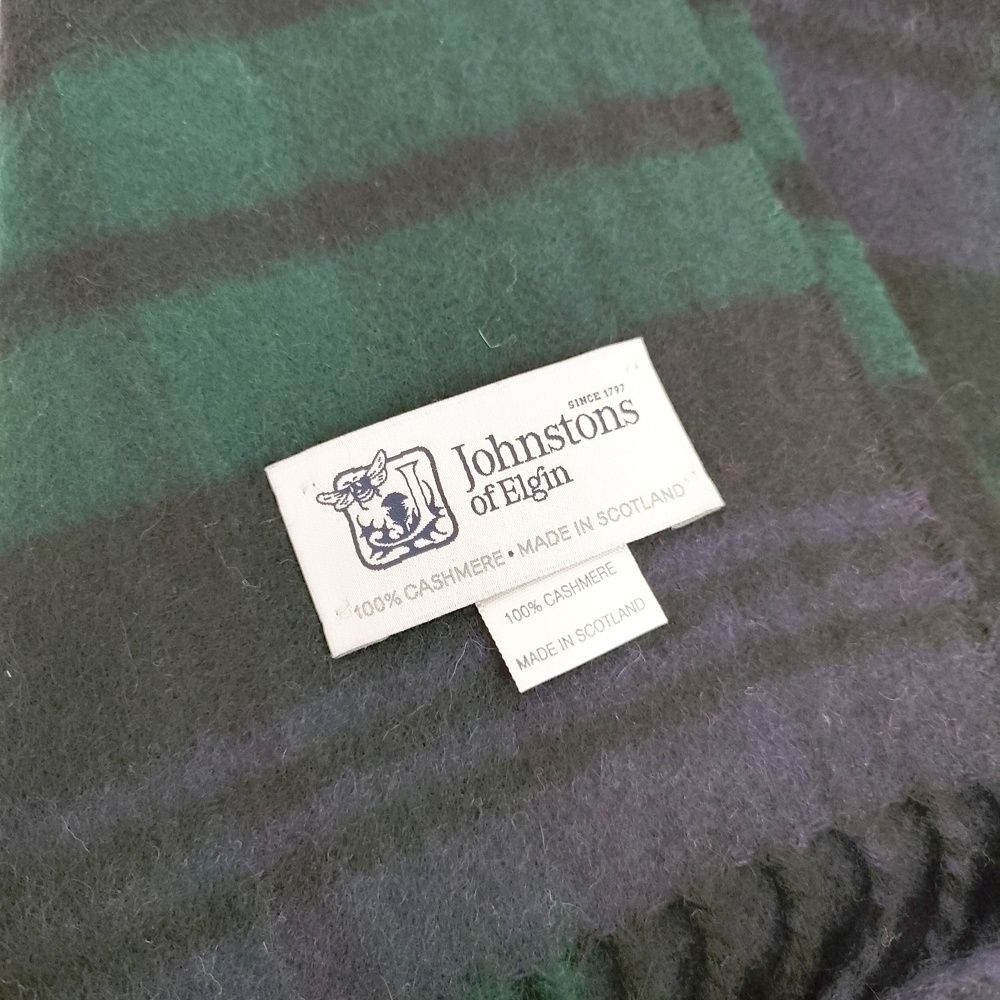 SINCE 1797
Johnstons
of Elgin
100% CASHMERE • MADE IN SCOTLAND
100% CASHMERE
MADE IN SCOTLAND